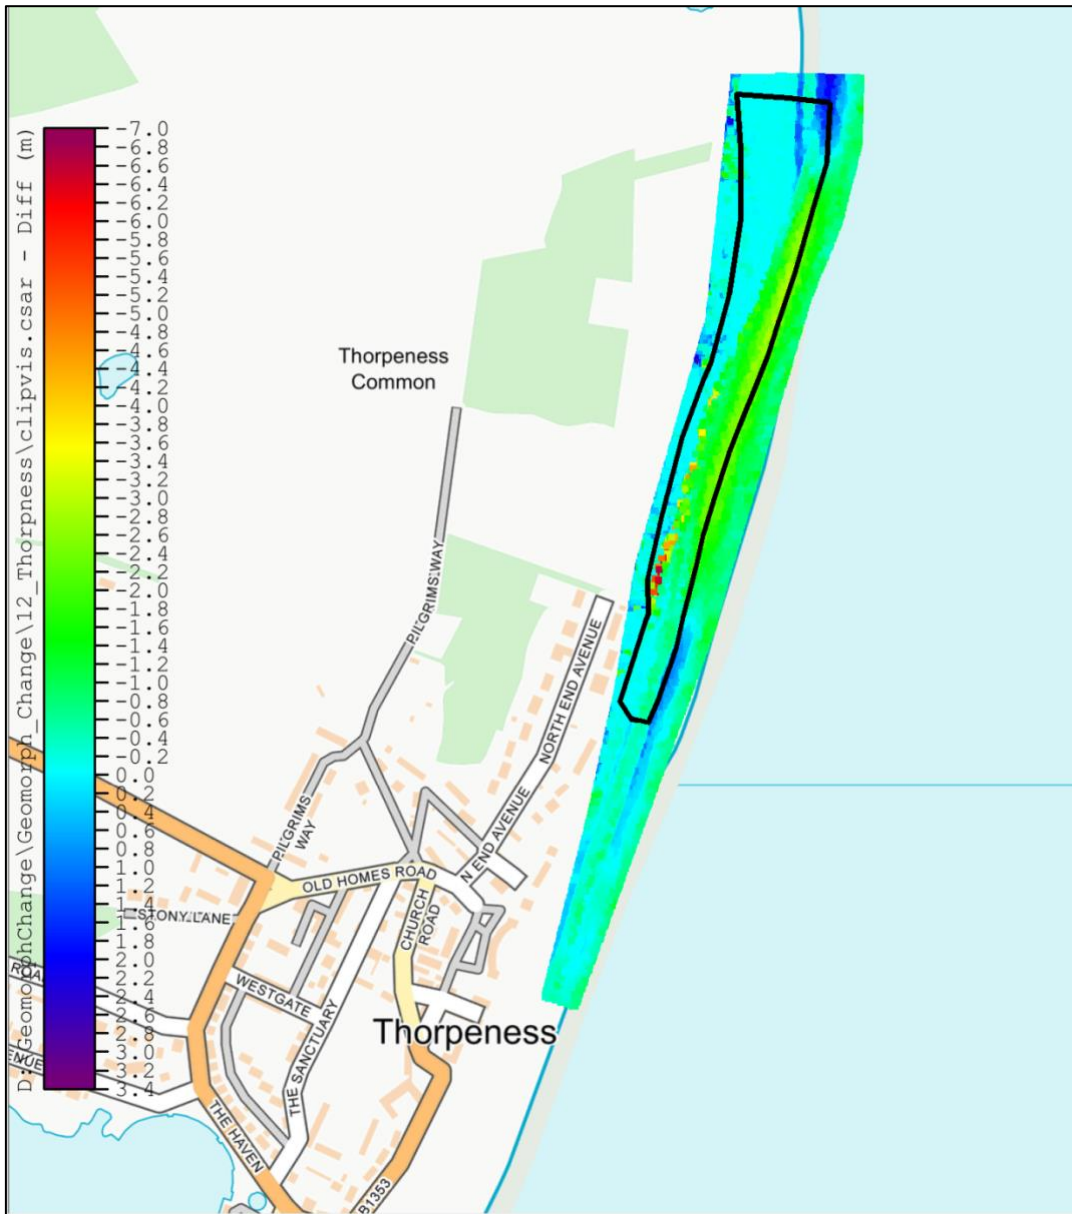 D:\GeomorphChange\Geomorph_Change\12_Thorpness\clipvis.csar - Diff (m)
-7.0
-6.8
-6.6
-6.4
-6.2
-6.0
-5.8
-5.6
-5.4
-5.2
-5.0
-4.8
-4.6
-4.4
-4.2
-4.0
-3.8
-3.6
-3.4
-3.2
-3.0
-2.8
-2.6
-2.4
-2.2
-2.0
-1.8
-1.6
-1.4
-1.2
-1.0
-0.8
-0.6
-0.4
-0.2
0.0
0.2
0.4
0.6
0.8
1.0
1.2
1.4
1.6
1.8
2.0
2.2
2.4
2.6
2.8
3.0
3.2
3.4
Thorpeness
Common
PILGRIMS WAY
NORTH END AVENUE
N END AVENUE
PILGRIMS
WAY
OLD HOMES ROAD
CHURCH
ROAD
STONY LANE
ROAD
WESTGATE
THE SANCTUARY
Thorpeness
ENUE
THE HAVEN
B1353